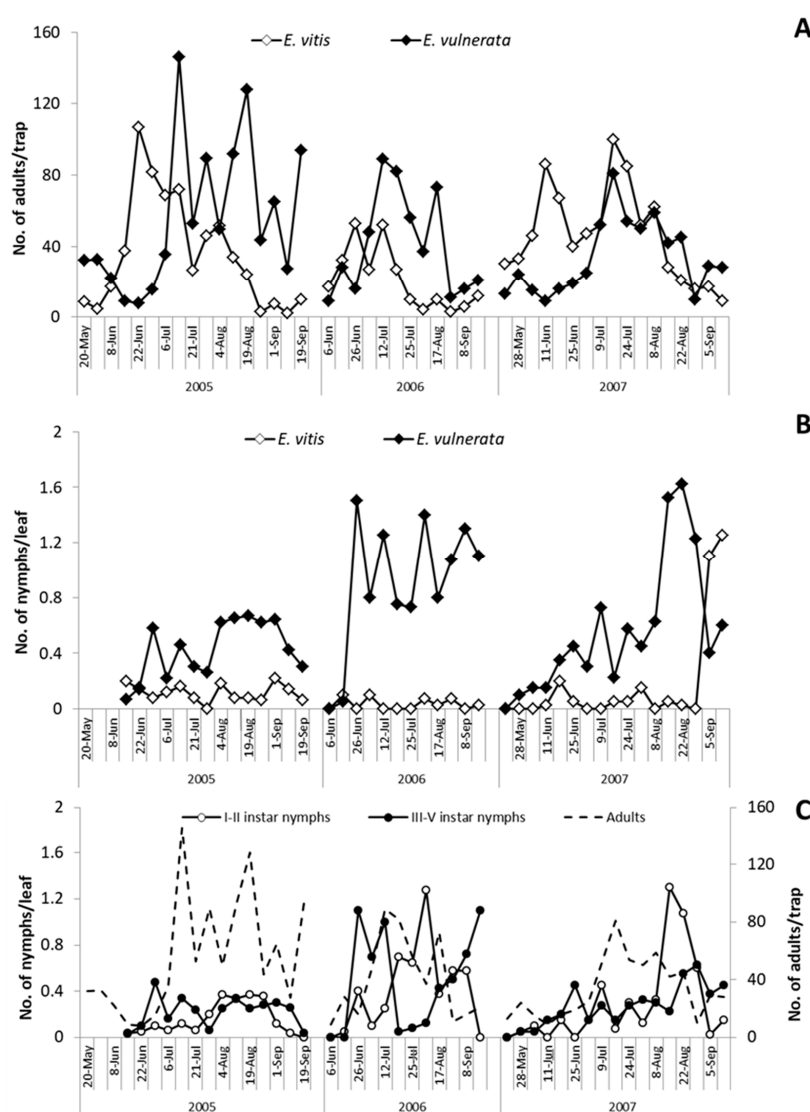 A
E. vitis E. vulnerata
No. of adults/trap
160
120
80
40
0
20-May 8-Jun 22-Jun 6-Jul 21-Jul 4-Aug 19-Aug 1-Sep 19-Sep 6-Jun 26-Jun 12-Jul 25-Jul 17-Aug 8-Sep 28-May 11-Jun 25-Jun 9-Jul 24-Jul 8-Aug 22-Aug 5-Sep
2005 2006 2007
B
E. vitis E. vulnerata
No. of nymphs/leaf
2
1.6
1.2
0.8
0.4
0
20-May 8-Jun 22-Jun 6-Jul 21-Jul 4-Aug 19-Aug 1-Sep 19-Sep 6-Jun 26-Jun 12-Jul 25-Jul 17-Aug 8-Sep 28-May 11-Jun 25-Jun 9-Jul 24-Jul 8-Aug 22-Aug 5-Sep
2005 2006 2007
C
I-II instar nymphs III-V instar nymphs Adults
No. of nymphs/leaf
2
1.6
1.2
0.8
0.4
0
160
120
80
40
0
No. of adults/trap
20-May 8-Jun 22-Jun 6-Jul 21-Jul 4-Aug 19-Aug 1-Sep 19-Sep 6-Jun 26-Jun 12-Jul 25-Jul 17-Aug 8-Sep 28-May 11-Jun 25-Jun 9-Jul 24-Jul 8-Aug 22-Aug 5-Sep
2005 2006 2007